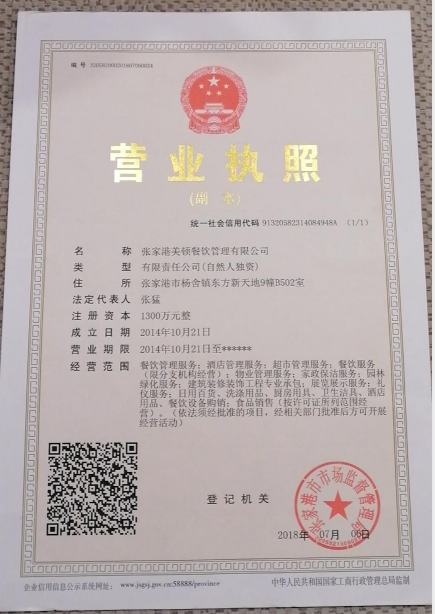 编 号 320582000201807060024
营业执照
(副 本)
统一社会信用代码 91320582314084948A (1/1)
名 称 张家港美顿餐饮管理有限公司
类 型 有限责任公司(自然人独资)
住 所 张家港市杨舍镇东方新天地9幢B502室
法定代表人 张猛
注册资本 1300万元整
成立日期 2014年10月21日
营业期限 2014年10月21日至******
经营范围 餐饮管理服务；酒店管理服务；超市管理服务；餐饮服务
（限分支机构经营）；物业管理服务；家政保洁服务；园林
绿化服务；建筑装修装饰工程专业承包；展览展示服务；礼
仪服务；日用百货、洗涤用品、厨房用具、卫生洁具、酒店
用品、餐饮设备购销；食品销售（按许可证所列范围经
营）。（依法须经批准的项目，经相关部门批准后方可开展
经营活动）
登记机关
张家港市市场监督管理局
2018年 07月 06日
企业信用信息公示系统网址：www.jsgsj.gov.cn:58888/province
中华人民共和国国家工商行政管理总局监制